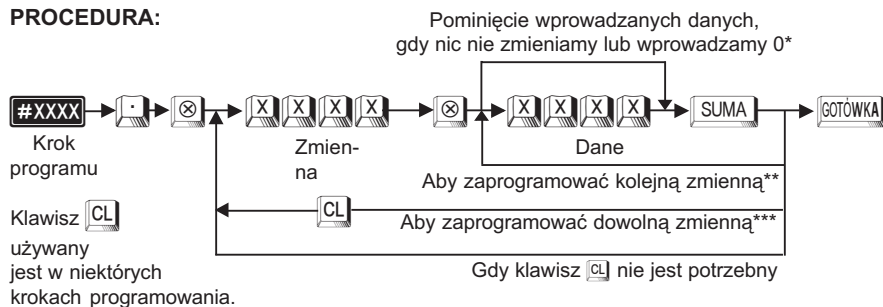 PROCEDURA:
Pominięcie wprowadzanych danych,
gdy nic nie zmieniamy lub wprowadzamy 0*
#XXXX · ⊗ X X X X ⊗ X X X X SUMA GOTÓWKA
Krok
programu
Zmien-
na
Dane
Aby zaprogramować kolejną zmienną**
Klawisz CL
CL
Aby zaprogramować dowolną zmienną***
używany
jest w niektórych
krokach programowania.
Gdy klawisz CL nie jest potrzebny